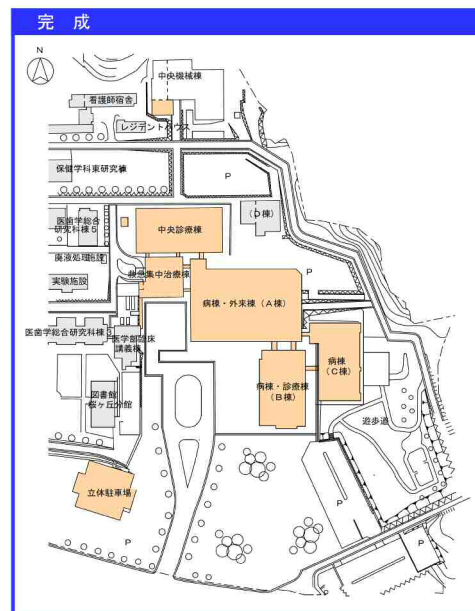 完 成
N
中央機械棟
看護師宿舎
レジデントハウス
保健学科東研究棟
P
医歯学総合
研究科棟5
中央診療棟
(D棟)
廃液処理施設
救急集中治療棟
P
実験施設
病棟・外来棟(A棟)
医歯学総合研究科棟3
医学部臨床
講義棟
病棟
(C棟)
病棟・診療棟
(B棟)
図書館
桜ヶ丘分館
遊歩道
立体駐車場
P
P
P